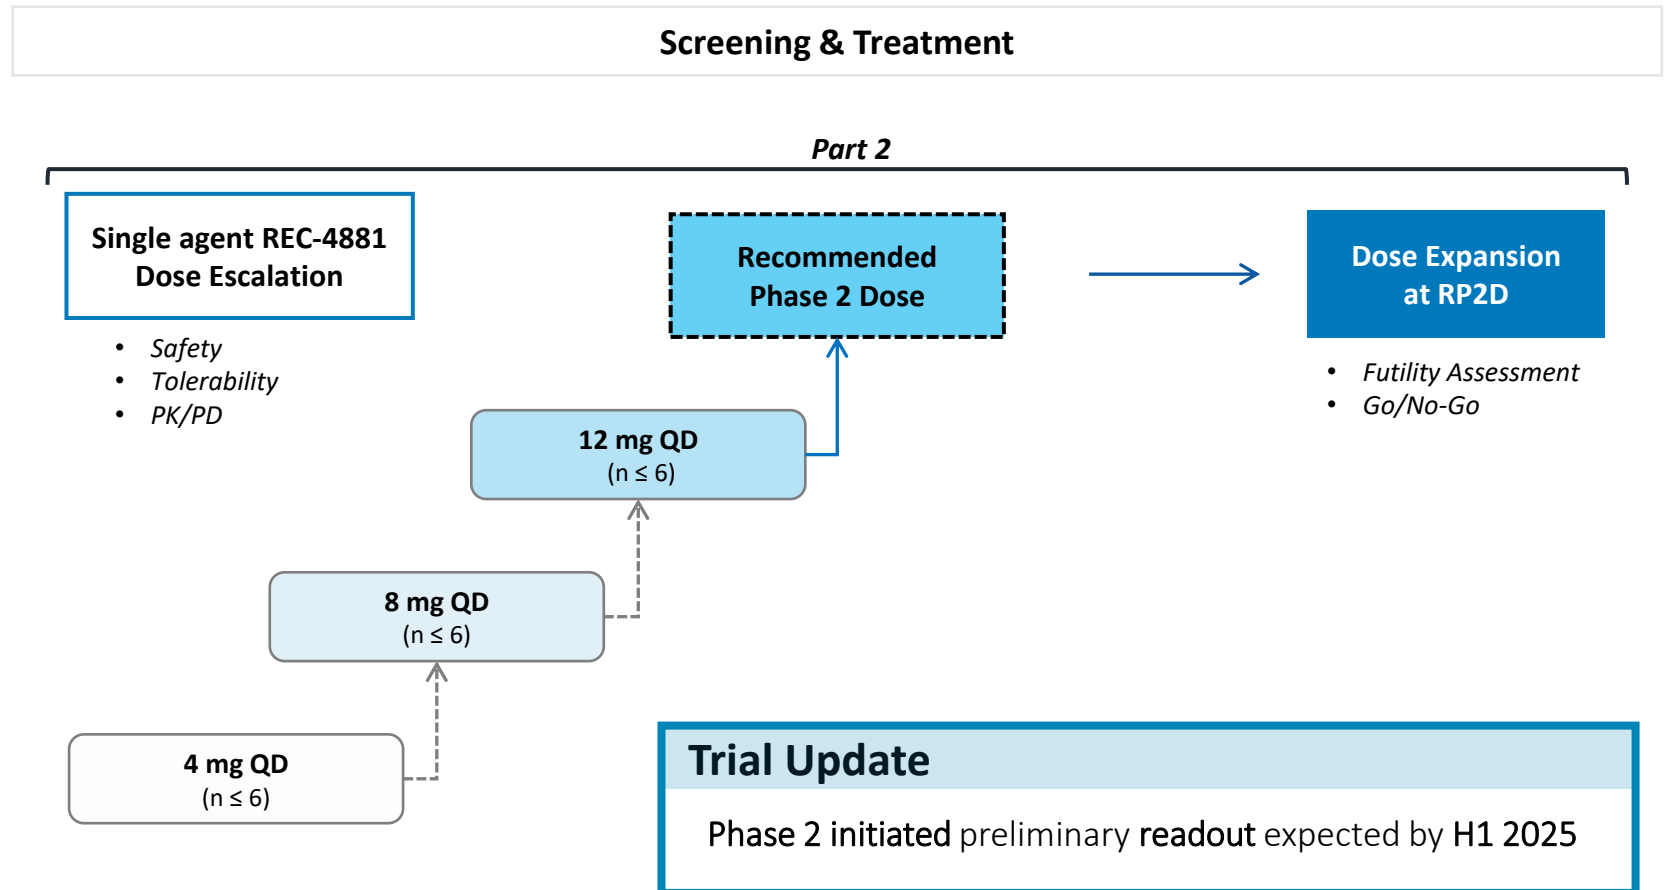 Screening & Treatment
Part 2
Single agent REC-4881
Dose Escalation
• Safety
• Tolerability
• PK/PD
Recommended
Phase 2 Dose
Dose Expansion
at RP2D
• Futility Assessment
• Go/No-Go
12 mg QD
(n ≤ 6)
8 mg QD
(n ≤ 6)
4 mg QD
(n ≤ 6)
Trial Update
Phase 2 initiated preliminary readout expected by H1 2025